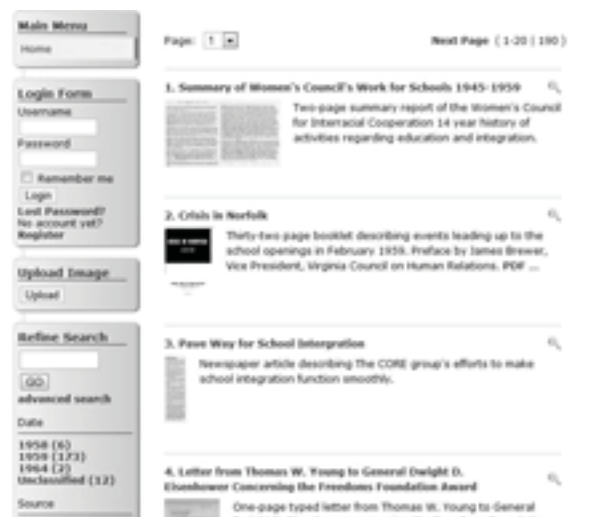 Main Menu
Home
Login Form
Username
Password
Remember me
Login
Lost Password?
No account yet?
Register
Upload Image
Upload
Refine Search
GO
advanced search
Date
1958 (6)
1959 (173)
1964 (2)
Unclassified (12)
Source
Page: 1
Next Page ( 1-20 | 190 )
1. Summary of Women's Council's Work for Schools 1945-1959
Two-page summary report of the Women's Council
for Interracial Cooperation 14 year history of
activities regarding education and integration.
2. Crisis in Norfolk
Thirty-two page booklet describing events leading up to the
school openings in February 1959. Preface by James Brewer,
Vice President, Virginia Council on Human Relations. PDF ...
3. Pave Way for School Intergration
Newspaper article describing The CORE group's efforts to make
school integration function smoothly.
4. Letter from Thomas W. Young to General Dwight D.
Eisenhower Concerning the Freedoms Foundation Award
One-page typed letter from Thomas W. Young to General